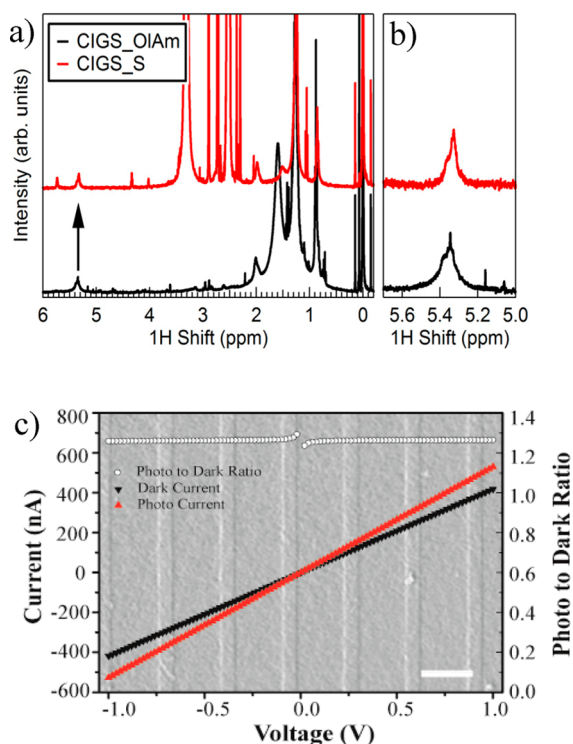 a)
CIGS_OlAm
CIGS_S
Intensity (arb. units)
6 5 4 3 2 1 0
1H Shift (ppm)
b)
5.6 5.4 5.2 5.0
1H Shift (ppm)
c)
800
600
400
200
0
-200
-400
-600
Current (nA)
Photo to Dark Ratio
Dark Current
Photo Current
1.4
1.2
1.0
0.8
0.6
0.4
0.2
0.0
Photo to Dark Ratio
-1.0 -0.5 0.0 0.5 1.0
Voltage (V)